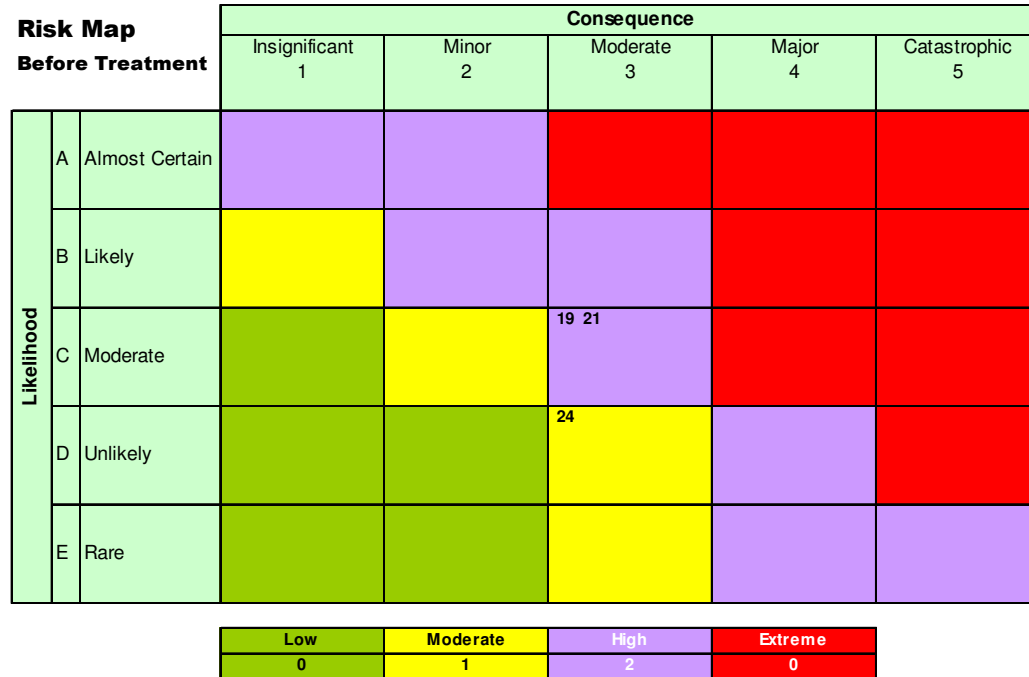 Risk Map
Before Treatment
Consequence
Insignificant Minor Moderate Major Catastrophic
1 2 3 4 5
Likelihood
A Almost Certain
B Likely
C Moderate 19 21
D Unlikely 24
E Rare
Low Moderate High Extreme
0 1 2 0